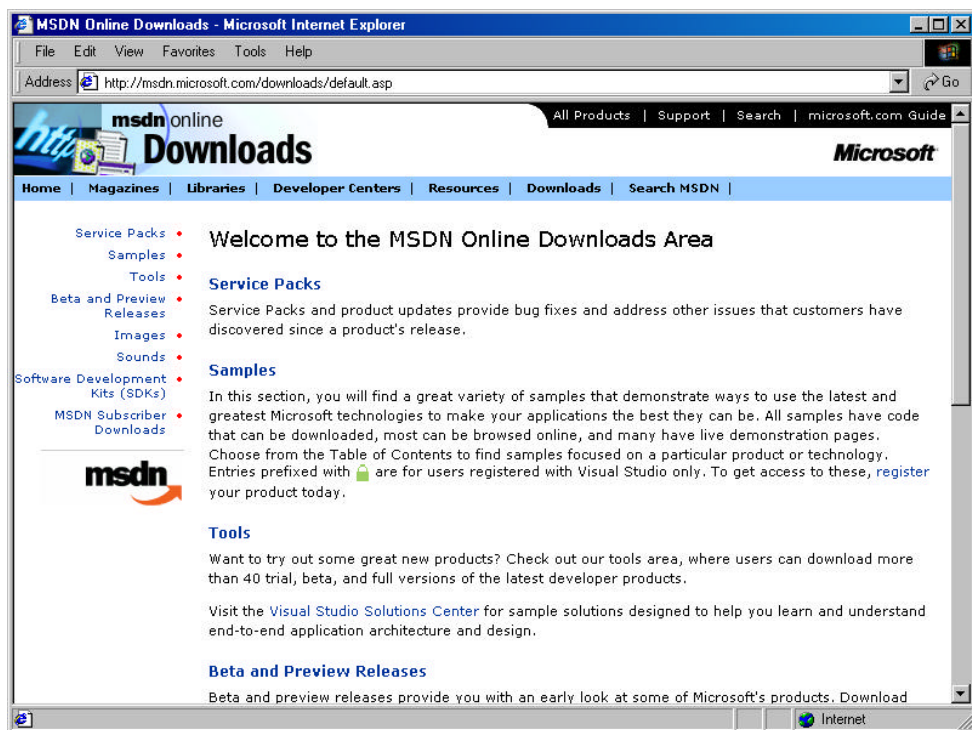 MSDN Online Downloads - Microsoft Internet Explorer
File Edit View Favorites Tools Help
Address http://msdn.microsoft.com/downloads/default.asp Go
All Products | Support | Search | microsoft.com Guide
http:
msdn online
Downloads
Microsoft
Home | Magazines | Libraries | Developer Centers | Resources | Downloads | Search MSDN |
Service Packs
Samples
Tools
Beta and Preview
Releases
Images
Sounds
Software Development
Kits (SDKs)
MSDN Subscriber
Downloads
msdn
Welcome to the MSDN Online Downloads Area
Service Packs
Service Packs and product updates provide bug fixes and address other issues that customers have
discovered since a product's release.
Samples
In this section, you will find a great variety of samples that demonstrate ways to use the latest and
greatest Microsoft technologies to make your applications the best they can be. All samples have code
that can be downloaded, most can be browsed online, and many have live demonstration pages.
Choose from the Table of Contents to find samples focused on a particular product or technology.
Entries prefixed with are for users registered with Visual Studio only. To get access to these, register
your product today.
Tools
Want to try out some great new products? Check out our tools area, where users can download more
than 40 trial, beta, and full versions of the latest developer products.
Visit the Visual Studio Solutions Center for sample solutions designed to help you learn and understand
end-to-end application architecture and design.
Beta and Preview Releases
Beta and preview releases provide you with an early look at some of Microsoft's products. Download
Internet